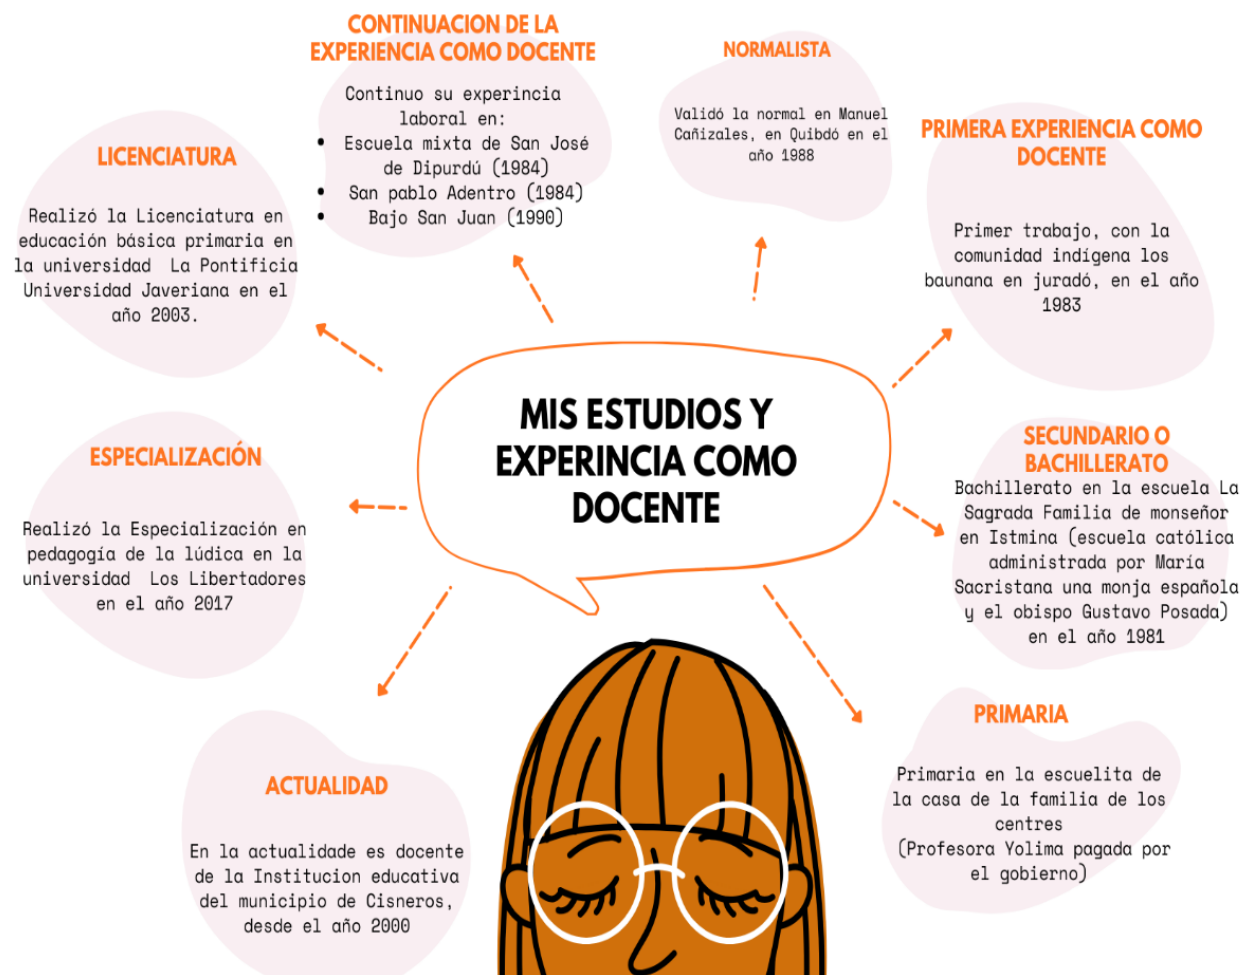 CONTINUACION DE LA
EXPERIENCIA COMO DOCENTE
Continuo su experincia
laboral en:
• Escuela mixta de San José
de Dipurdú (1984)
• San pablo Adentro (1984)
• Bajo San Juan (1990)
NORMALISTA
Validó la normal en Manuel
Cañizales, en Quibdó en el
año 1988
PRIMERA EXPERIENCIA COMO
DOCENTE
Primer trabajo, con la
comunidad indígena los
baunana en juradó, en el año
1983
LICENCIATURA
Realizó la Licenciatura en
educación básica primaria en
la universidad La Pontificia
Universidad Javeriana en el
año 2003.
MIS ESTUDIOS Y
EXPERINCIA COMO
DOCENTE
SECUNDARIO O
BACHILLERATO
Bachillerato en la escuela La
Sagrada Familia de monseñor
en Istmina (escuela católica
administrada por María
Sacristana una monja española
y el obispo Gustavo Posada)
en el año 1981
ESPECIALIZACIÓN
Realizó la Especialización en
pedagogía de la lúdica en la
universidad Los Libertadores
en el año 2017
PRIMARIA
Primaria en la escuelita de
la casa de la familia de los
centres
(Profesora Yolima pagada por
el gobierno)
ACTUALIDAD
En la actualidade es docente
de la Institucion educativa
del municipio de Cisneros,
desde el año 2000